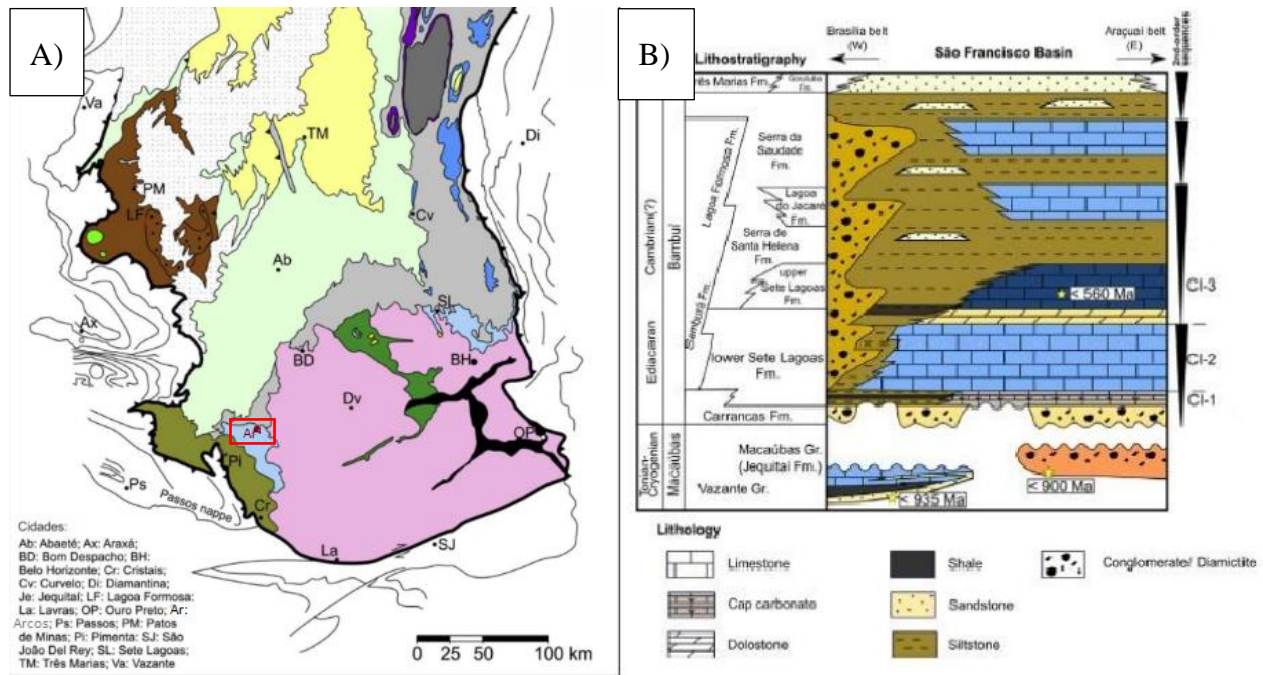 A)
Va
Di
TM
PM
LF
Cv
Ab
Ax
SL
BD
BH
Dv
OP
Pi
Ps
Passos nappe
Cr
La
SJ
Cidades:
Ab: Abaeté; Ax: Araxá;
BD: Bom Despacho; BH:
Belo Horizonte; Cr: Cristais;
Cv: Curvelo; Di: Diamantina;
Je: Jequitaí; LF: Lagoa Formosa;
La: Lavras; OP: Ouro Preto; Ar:
Arcos; Ps: Passos; PM: Patos
de Minas; Pi: Pimenta: SJ: São
João Del Rey; SL: Sete Lagoas;
TM: Três Marias; Va: Vazante
0 25 50 100 km
B)
Brasília belt
(W)
São Francisco Basin
Araçuaí belt
(E)
2nd-order
sequences
Lithostratigraphy
rês Marias Fm.
Fm.
Cambrian(?)
Ediacaran
Tonian-
Cryogenian
Bambuí
Macaúbas
Lagoa Formosa Fm.
Samburá Fm.
Serra da
Saudade
Fm.
Lagoa
do Jacaré
Fm.
Serra de
Santa Helena
Fm.
upper
Sete Lagoas
Fm.
lower Sete Lagoas
Fm.
Carrancas Fm.
Macaúbas Gr.
(Jequitaí Fm.)
Vazante Gr.
< 560 Ma
< 900 Ma
< 935 Ma
CI-3
CI-2
CI-1
Lithology
Limestone
Shale
Conglomerate/ Diamictite
Cap carbonate
Sandstone
Dolostone
Siltstone